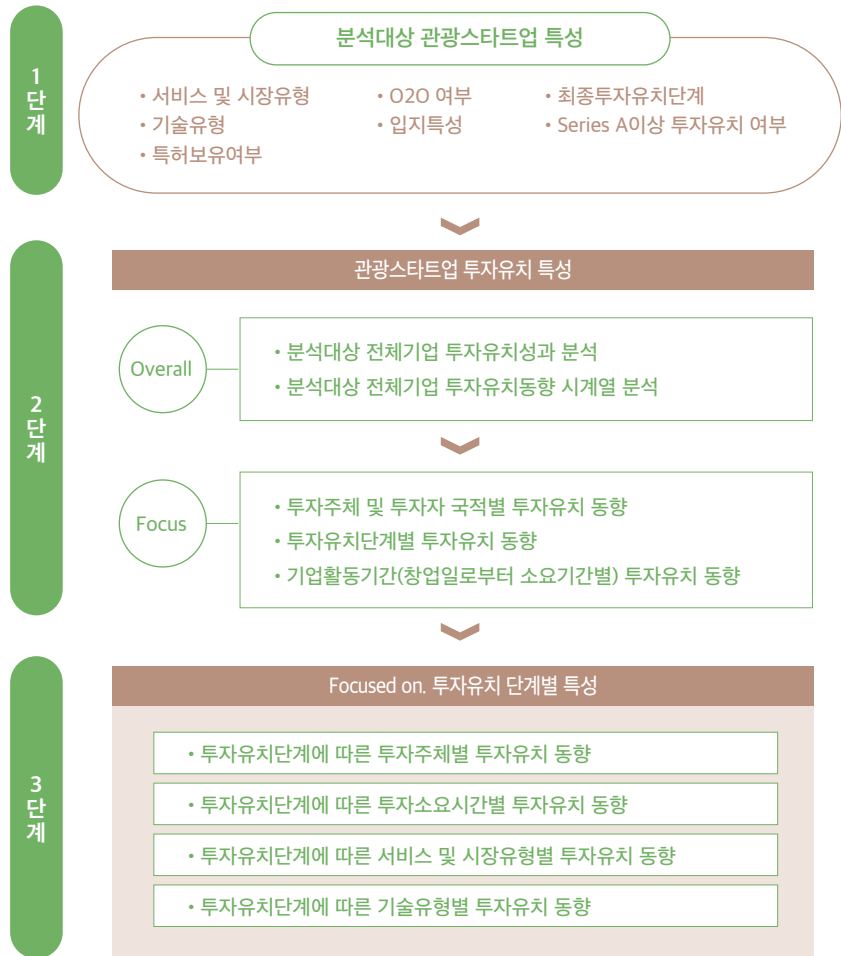 1단계
분석대상 관광스타트업 특성
• 서비스 및 시장유형
• 기술유형
• 특허보유여부
• O2O 여부
• 입지특성
• 최종투자유치단계
• Series A이상 투자유치 여부
2단계
관광스타트업 투자유치 특성
Overall
• 분석대상 전체기업 투자유치성과 분석
• 분석대상 전체기업 투자유치동향 시계열 분석
Focus
• 투자주체 및 투자자 국적별 투자유치 동향
• 투자유치단계별 투자유치 동향
• 기업활동기간(창업일로부터 소요기간별) 투자유치 동향
3단계
Focused on. 투자유치 단계별 특성
• 투자유치단계에 따른 투자주체별 투자유치 동향
• 투자유치단계에 따른 투자소요시간별 투자유치 동향
• 투자유치단계에 따른 서비스 및 시장유형별 투자유치 동향
• 투자유치단계에 따른 기술유형별 투자유치 동향